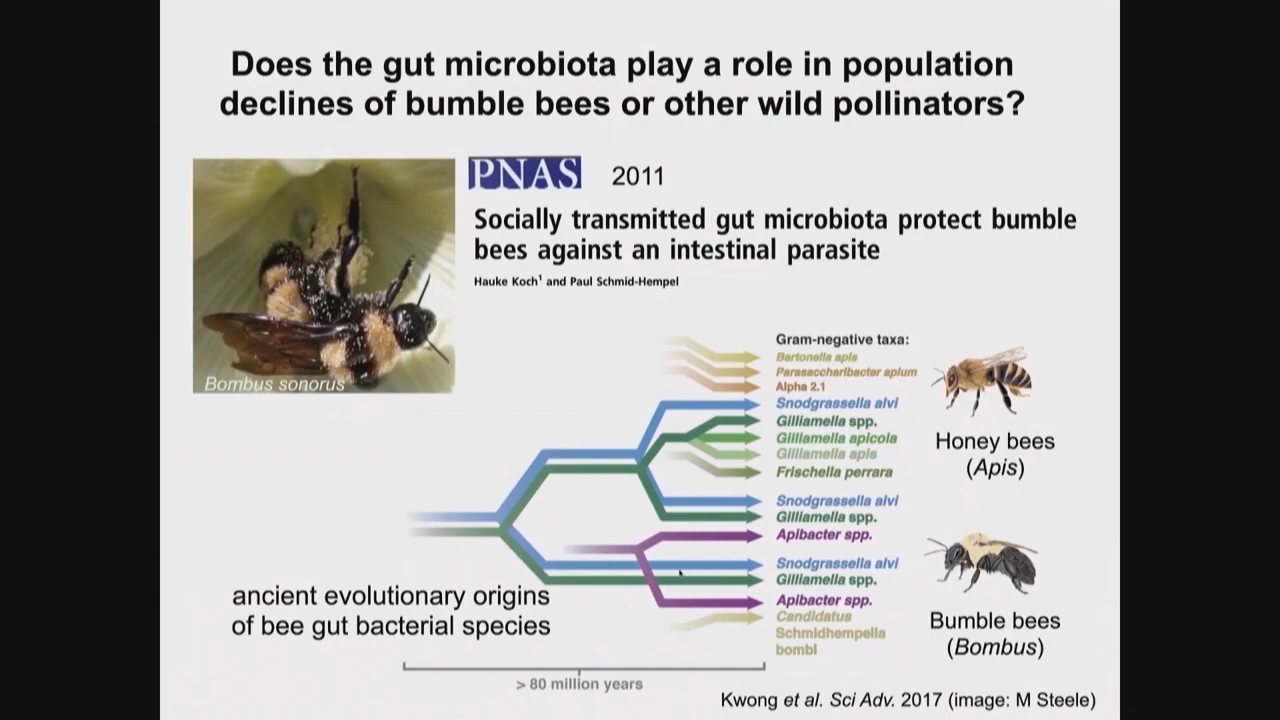 Does the gut microbiota play a role in population
declines of bumble bees or other wild pollinators?
PNAS 2011
Socially transmitted gut microbiota protect bumble
bees against an intestinal parasite
Hauke Koch¹ and Paul Schmid-Hempel
Bombus sonorus
Gram-negative taxa:
Bartonella apis
Parasaccharibacter apium
Alpha 2.1
Snodgrassella alvi
Gilliamella spp.
Gilliamella apicola
Gilliamella apis
Frischella perrara
Honey bees
(Apis)
Snodgrassella alvi
Gilliamella spp.
Apibacter spp.
Snodgrassella alvi
Gilliamella spp.
Apibacter spp.
Candidatus
Schmidhempelia
bombi
Bumble bees
(Bombus)
ancient evolutionary origins
of bee gut bacterial species
> 80 million years
Kwong et al. Sci Adv. 2017 (image: M Steele)